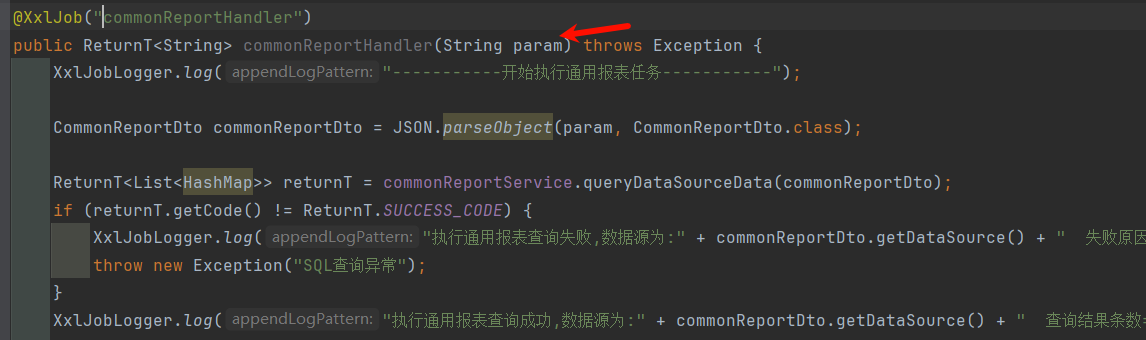 @XxlJob("commonReportHandler")
public ReturnT<String> commonReportHandler(String param) throws Exception {
XxlJobLogger.log( appendLogPattern: "-----------开始执行通用报表任务-----------");
CommonReportDto commonReportDto = JSON.parseObject(param, CommonReportDto.class);
ReturnT<List<HashMap>> returnT = commonReportService.queryDataSourceData(commonReportDto);
if (returnT.getCode() != ReturnT.SUCCESS_CODE) {
XxlJobLogger.log( appendLogPattern: "执行通用报表查询失败,数据源为:" + commonReportDto.getDataSource() + "  失败原因
throw new Exception("SQL查询异常");
}
XxlJobLogger.log( appendLogPattern: "执行通用报表查询成功,数据源为:" + commonReportDto.getDataSource() + "  查询结果条数=